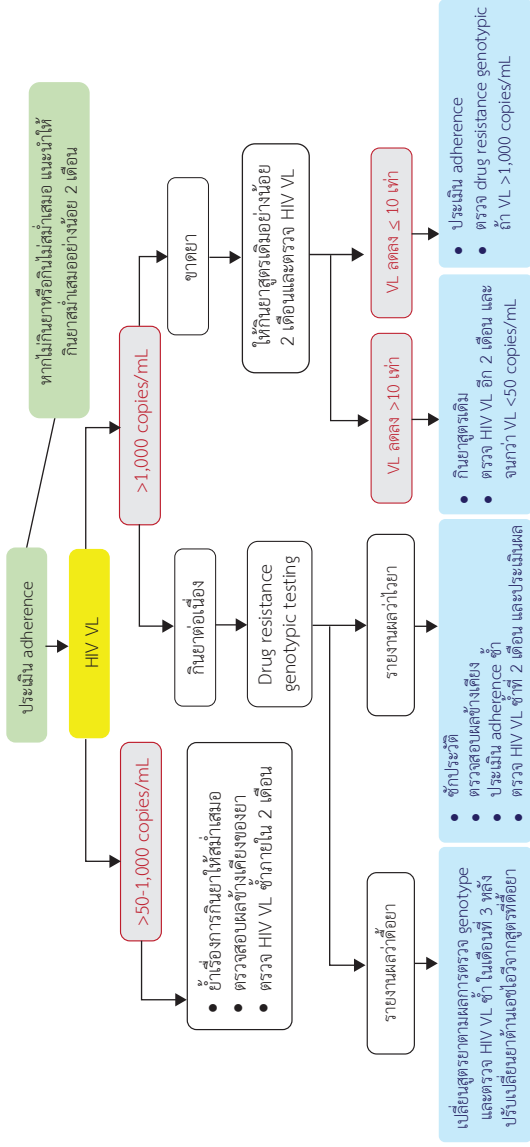 ประเมิน adherence
หากไม่กินยาหรือกินไม่สม่ำเสมอ แนะนำให้
กินยาสม่ำเสมออย่างน้อย 2 เดือน
HIV VL
>50-1,000 copies/mL
>1,000 copies/mL
• ย้ำเรื่องการกินยาให้สม่ำเสมอ
• ตรวจสอบผลข้างเคียงของยา
• ตรวจ HIV VL ซ้ำภายใน 2 เดือน
กินยาต่อเนื่อง
ขาดยา
Drug resistance
genotypic testing
ให้กินยาสูตรเดิมอย่างน้อย
2 เดือนและตรวจ HIV VL
รายงานผลว่าดื้อยา
รายงานผลว่าไวยา
VL ลดลง >10 เท่า
VL ลดลง ≤ 10 เท่า
เปลี่ยนสูตรยาตามผลการตรวจ genotype
และตรวจ HIV VL ซ้ำ ในเดือนที่ 3 หลัง
ปรับเปลี่ยนยาต้านเอชไอวีจากสูตรที่ดื้อยา
• ซักประวัติ
• ตรวจสอบผลข้างเคียง
• ประเมิน adherence ซ้ำ
• ตรวจ HIV VL ซ้ำที่ 2 เดือน และประเมินผล
• กินยาสูตรเดิม
• ตรวจ HIV VL อีก 2 เดือน และ
จนกว่า VL <50 copies/mL
• ประเมิน adherence
• ตรวจ drug resistance genotypic
ถ้า VL >1,000 copies/mL